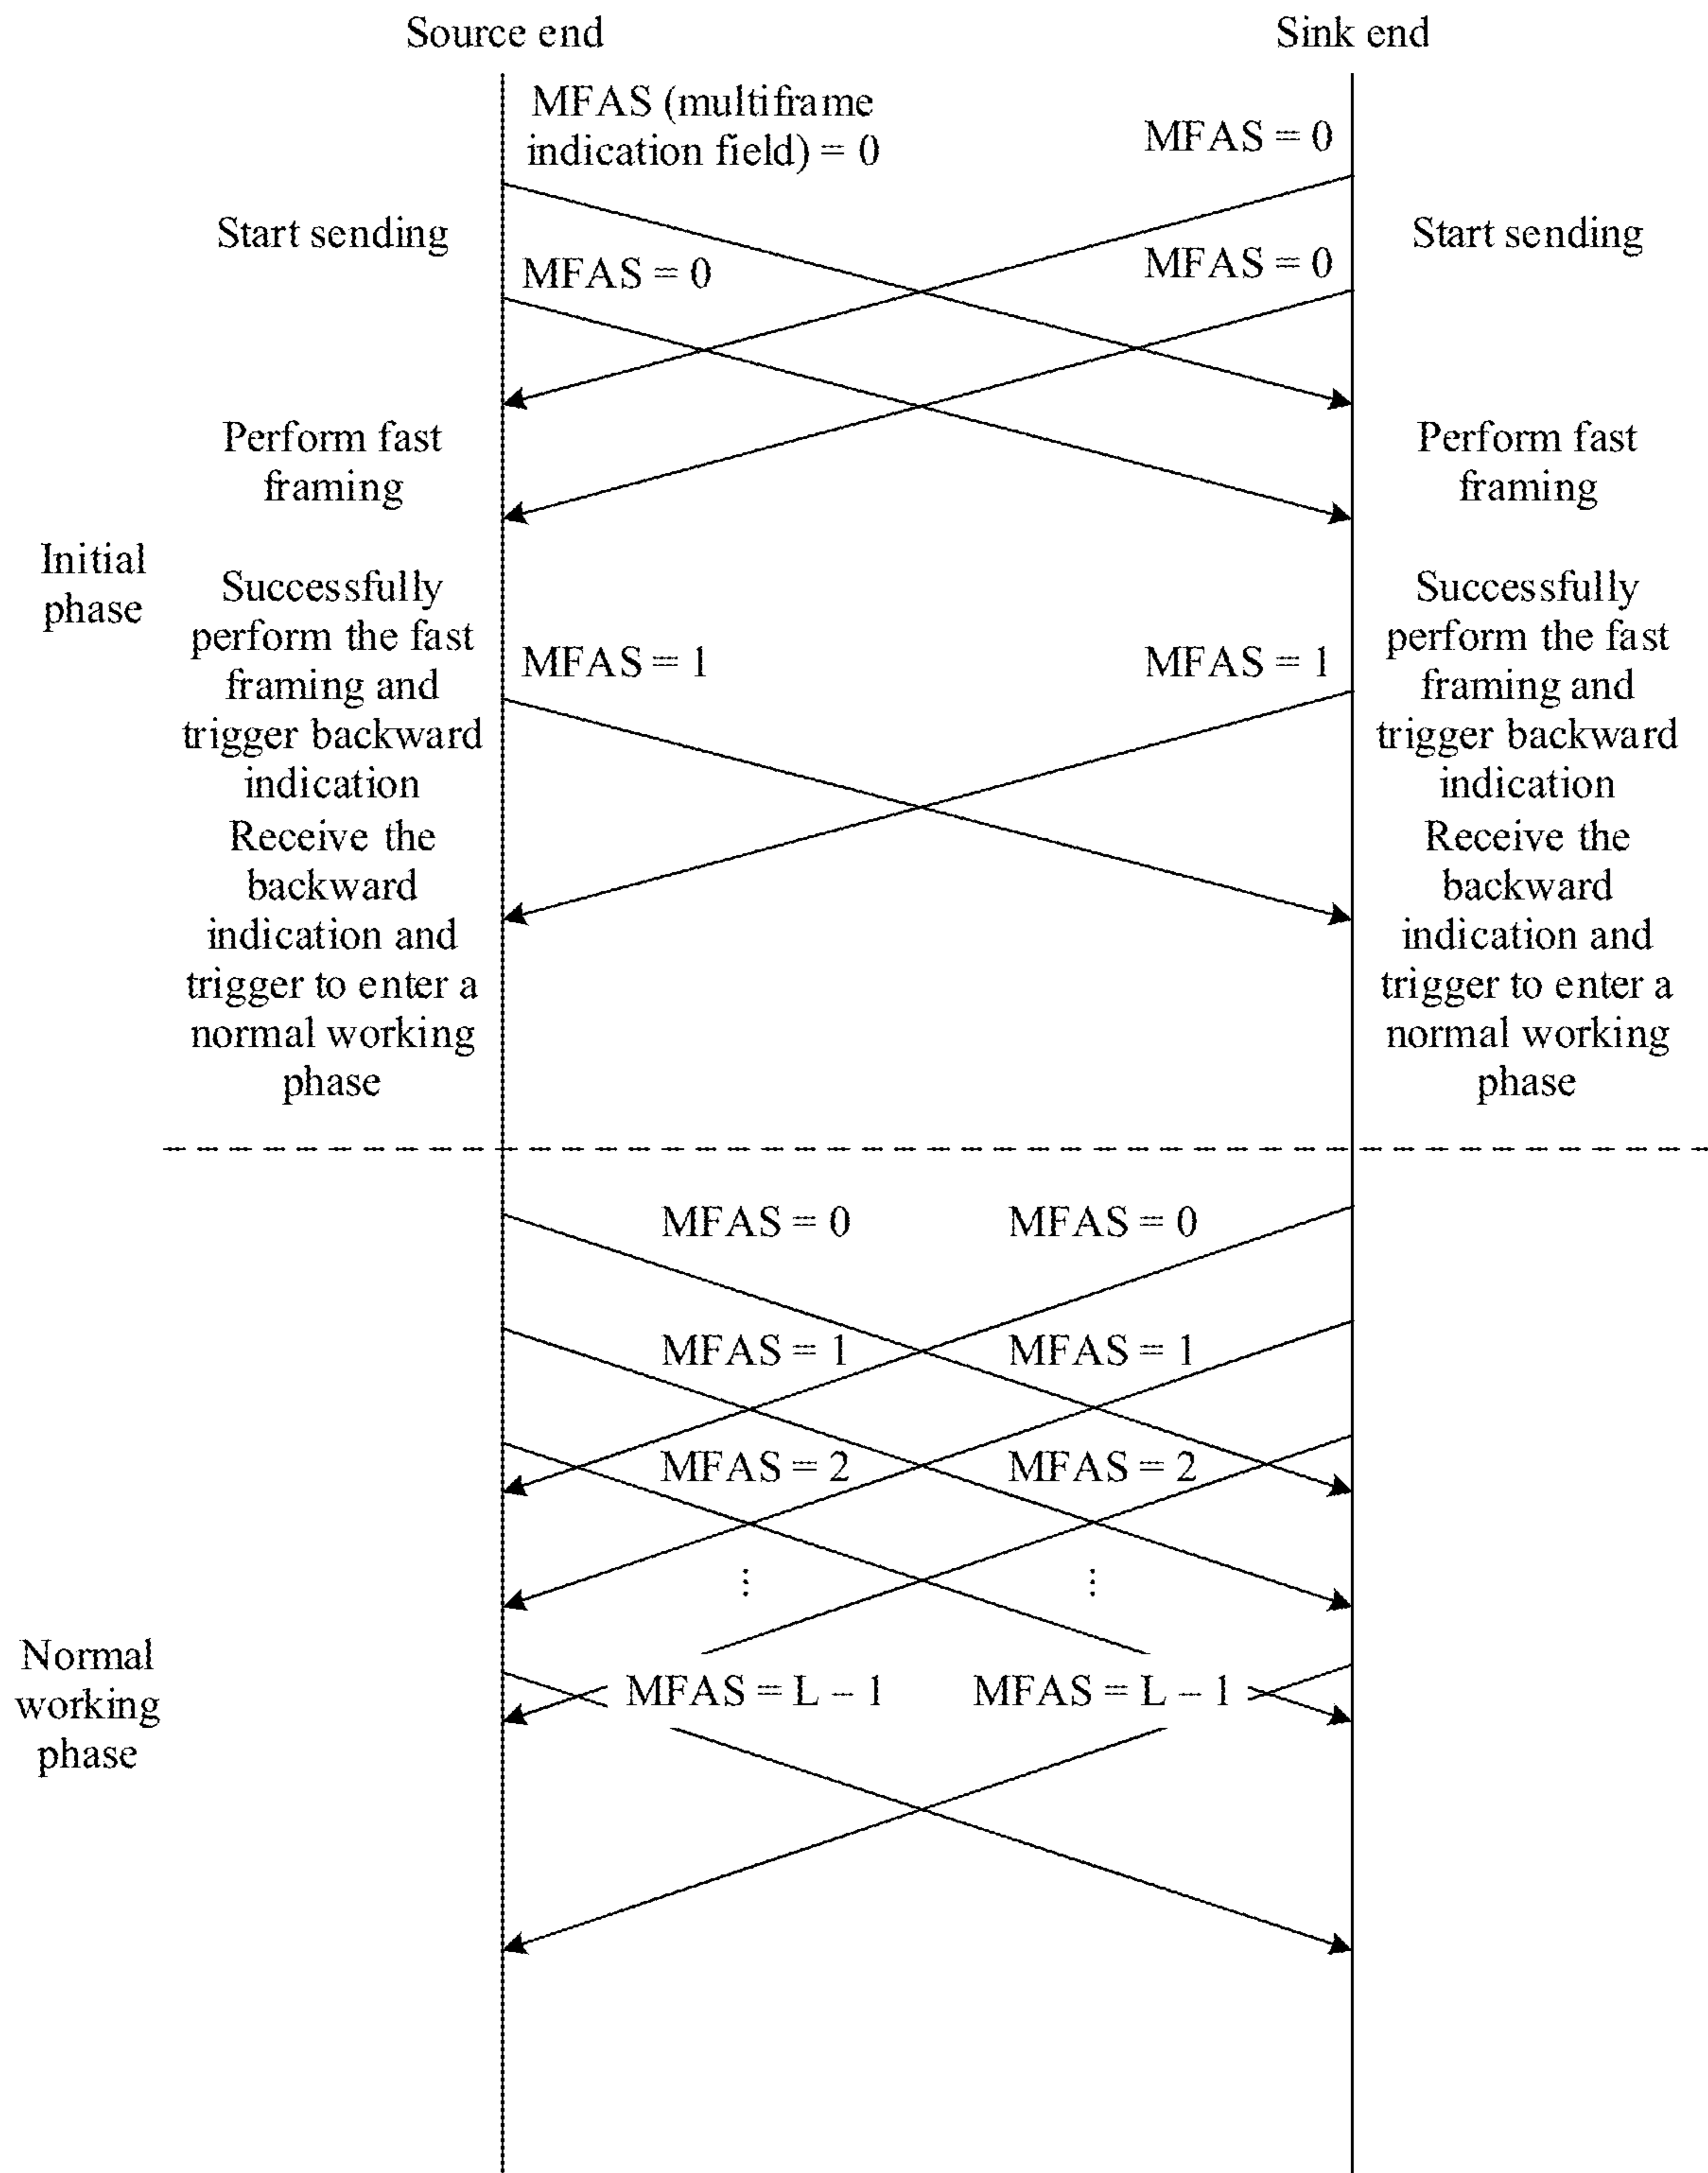 Source end
Sink end
MFAS (multiframe
indication field) = 0
MFAS = 0
Start sending
Start sending
MFAS = 0
MFAS = 0
Perform fast
framing
Perform fast
framing
Initial
phase
Successfully
perform the fast
framing and
trigger backward
indication
MFAS = 1
MFAS = 1
Successfully
perform the fast
framing and
trigger backward
indication
Receive the
backward
indication and
trigger to enter a
normal working
phase
Receive the
backward
indication and
trigger to enter a
normal working
phase
MFAS = 0
MFAS = 0
MFAS = 1
MFAS = 1
MFAS = 2
MFAS = 2
⋮
⋮
Normal
working
phase
MFAS = L – 1
MFAS = L – 1